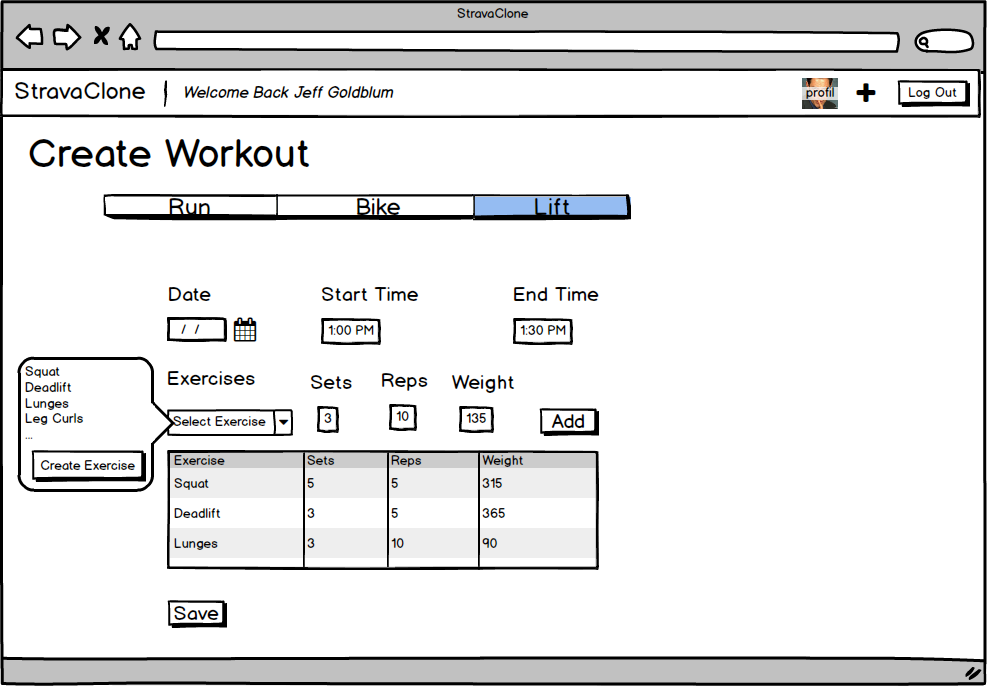 StravaClone
StravaClone
Welcome Back Jeff Goldblum
profil
Log Out
Create Workout
Run Bike Lift
Date Start Time End Time
/ / 1:00 PM 1:30 PM
Squat
Deadlift
Lunges
Leg Curls
...
Create Exercise
Exercises Sets Reps Weight
Select Exercise 3 10 135 Add
Exercise Sets Reps Weight
Squat 5 5 315
Deadlift 3 5 365
Lunges 3 10 90
Save